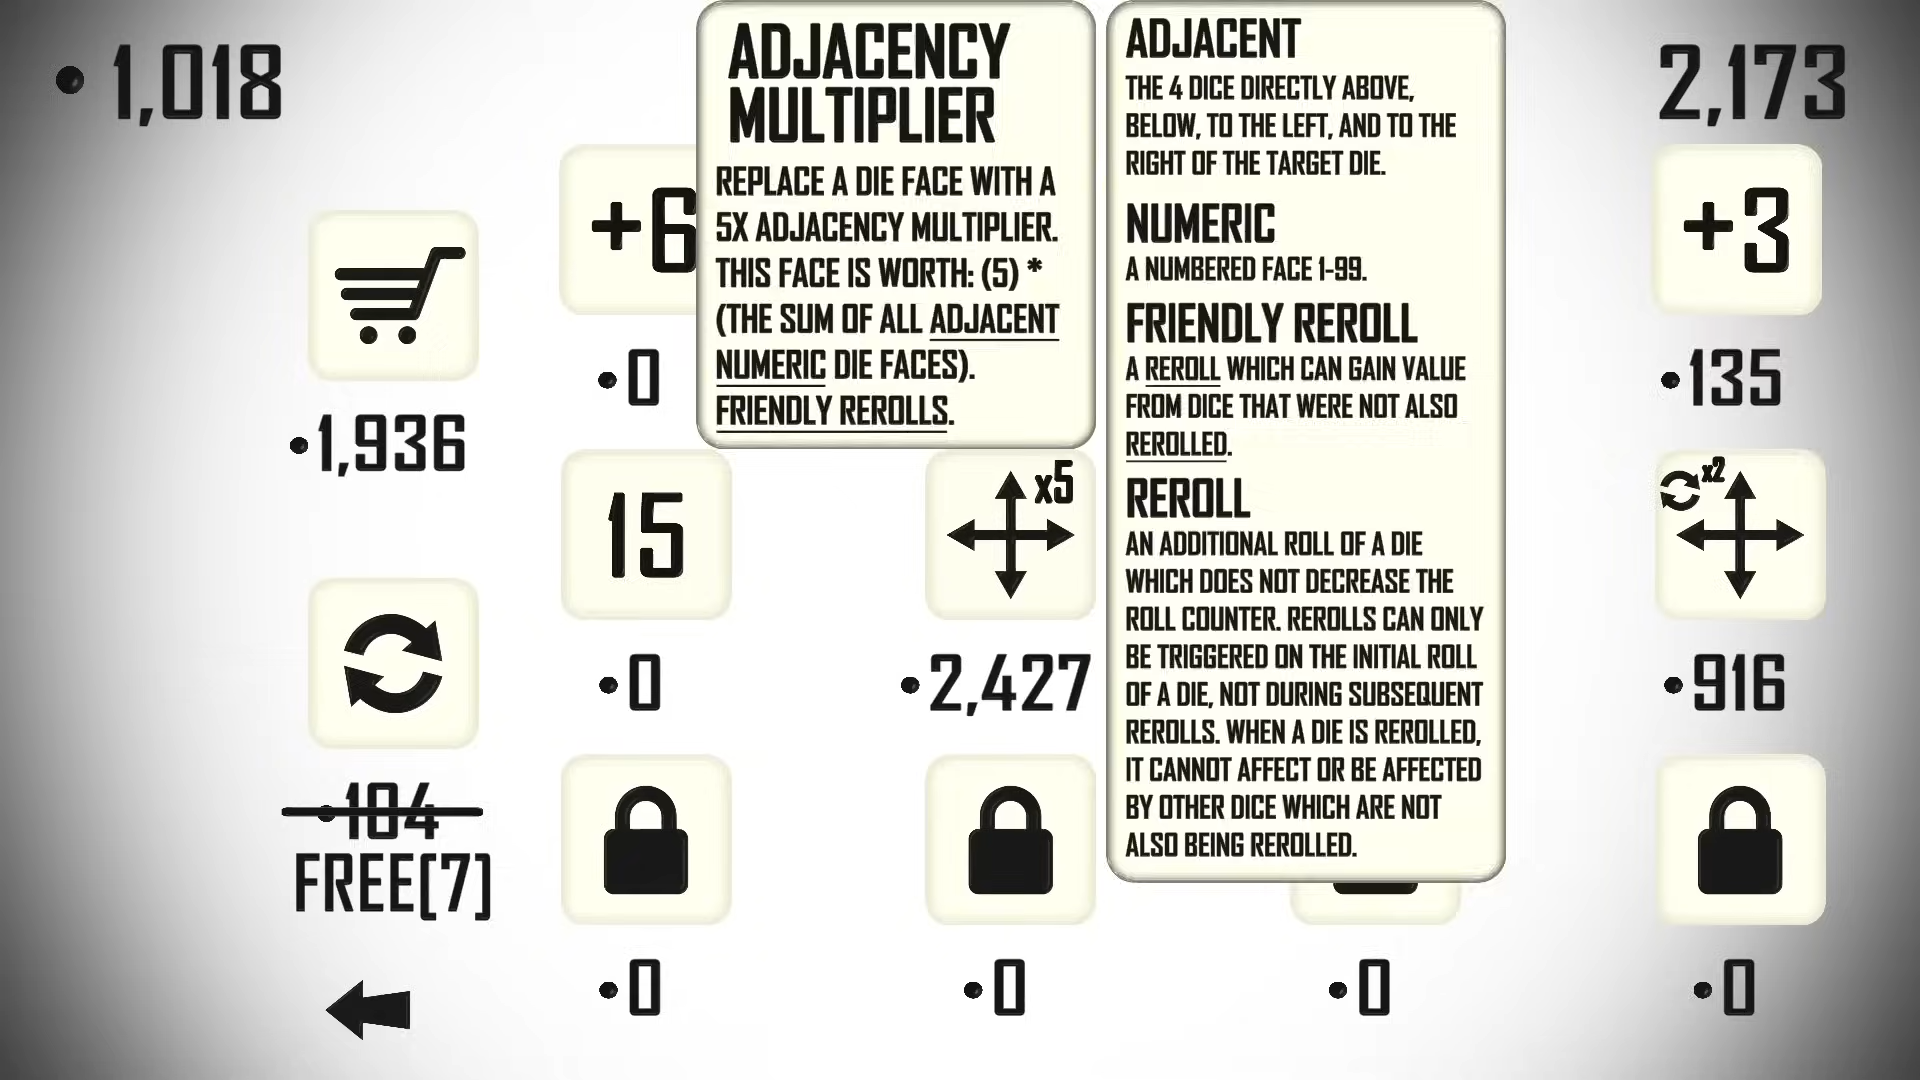 1,018
2,173
ADJACENCY
MULTIPLIER
REPLACE A DIE FACE WITH A
5X ADJACENCY MULTIPLIER.
THIS FACE IS WORTH: (5) *
(THE SUM OF ALL ADJACENT
NUMERIC DIE FACES).
FRIENDLY REROLLS.
ADJACENT
THE 4 DICE DIRECTLY ABOVE,
BELOW, TO THE LEFT, AND TO THE
RIGHT OF THE TARGET DIE.
NUMERIC
A NUMBERED FACE 1-99.
FRIENDLY REROLL
A REROLL WHICH CAN GAIN VALUE
FROM DICE THAT WERE NOT ALSO
REROLLED.
REROLL
AN ADDITIONAL ROLL OF A DIE
WHICH DOES NOT DECREASE THE
ROLL COUNTER. REROLLS CAN ONLY
BE TRIGGERED ON THE INITIAL ROLL
OF A DIE, NOT DURING SUBSEQUENT
REROLLS. WHEN A DIE IS REROLLED,
IT CANNOT AFFECT OR BE AFFECTED
BY OTHER DICE WHICH ARE NOT
ALSO BEING REROLLED.
+6
+3
1,936
0
135
15
x5
x2
0
2,427
916
104
FREE[7]
0
0
0
0